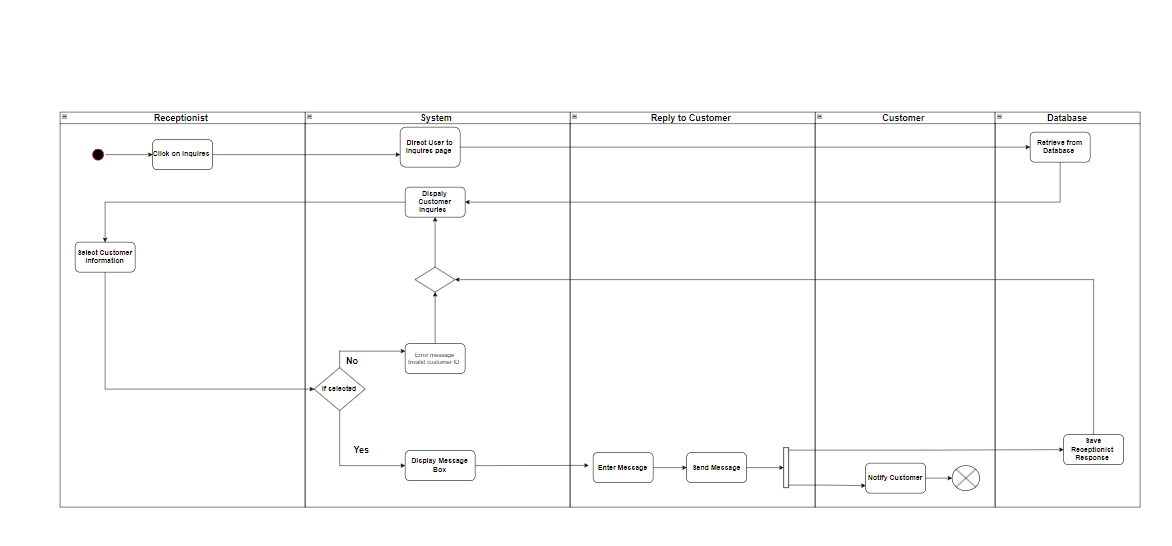 Receptionist
System
Reply to Customer
Customer
Database
Click on Inquires
Direct User to
Inquires page
Retrieve from
Database
Dispaly
Customer
Inquries
Select Customer
Information
Error message
Invalid customer ID
No
If selected
Yes
Display Message
Box
Enter Message
Send Message
Notify Customer
Save
Receptionist
Response